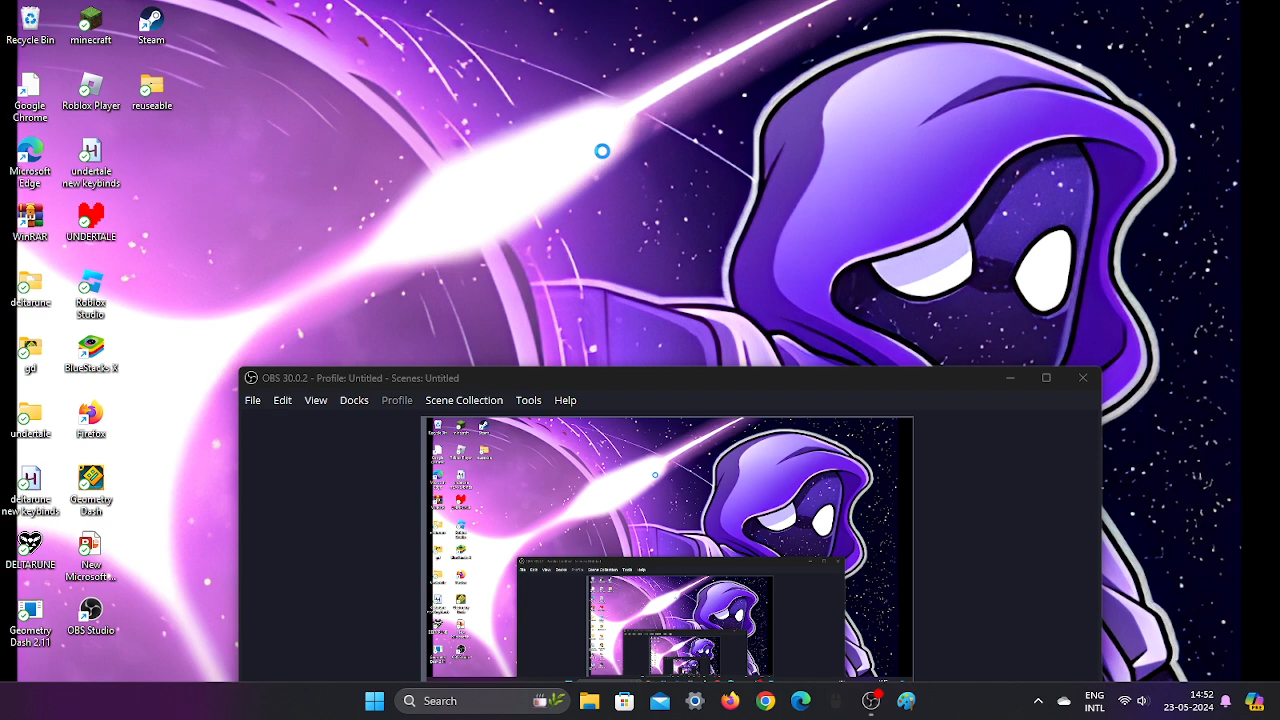 Recycle Bin
minecraft
Steam
Google
Chrome
Roblox Player
reuseable
Microsoft
Edge
undertale
new keybinds
WinRAR
UNDERTALE
deltarune
Roblox
Studio
gd
BlueStacks X
undertale
Firefox
deltarune
new keybinds
Geometry
Dash
DELTARUNE
New
Microsoft...
Geometry
Dash 2.11
OBS Studio
OBS 30.0.2 - Profile: Untitled - Scenes: Untitled
File Edit View Docks Profile Scene Collection Tools Help
Search
ENG
INTL
14:52
23-05-2024